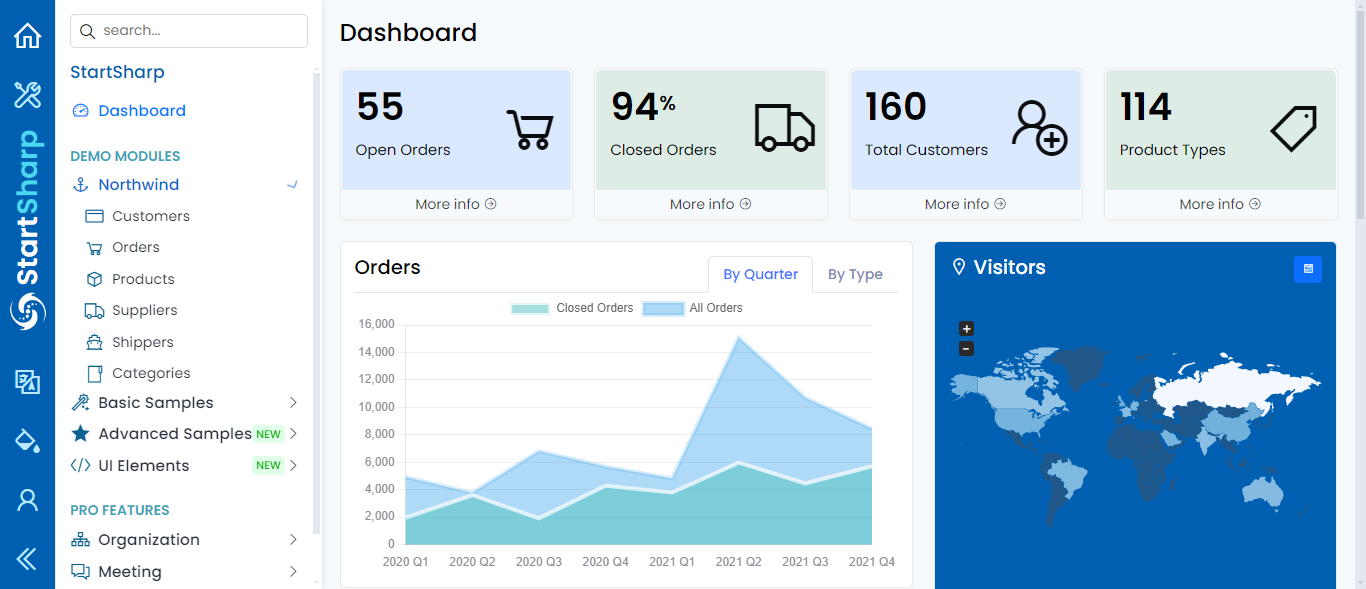 StartSharp
search...
StartSharp
Dashboard
DEMO MODULES
Northwind
Customers
Orders
Products
Suppliers
Shippers
Categories
Basic Samples
Advanced Samples NEW
UI Elements NEW
PRO FEATURES
Organization
Meeting
Dashboard
55
Open Orders
More info
94%
Closed Orders
More info
160
Total Customers
More info
114
Product Types
More info
Orders
By Quarter By Type
Closed Orders All Orders
16,000
14,000
12,000
10,000
8,000
6,000
4,000
2,000
0
2020 Q1 2020 Q2 2020 Q3 2020 Q4 2021 Q1 2021 Q2 2021 Q3 2021 Q4
Visitors
+
−